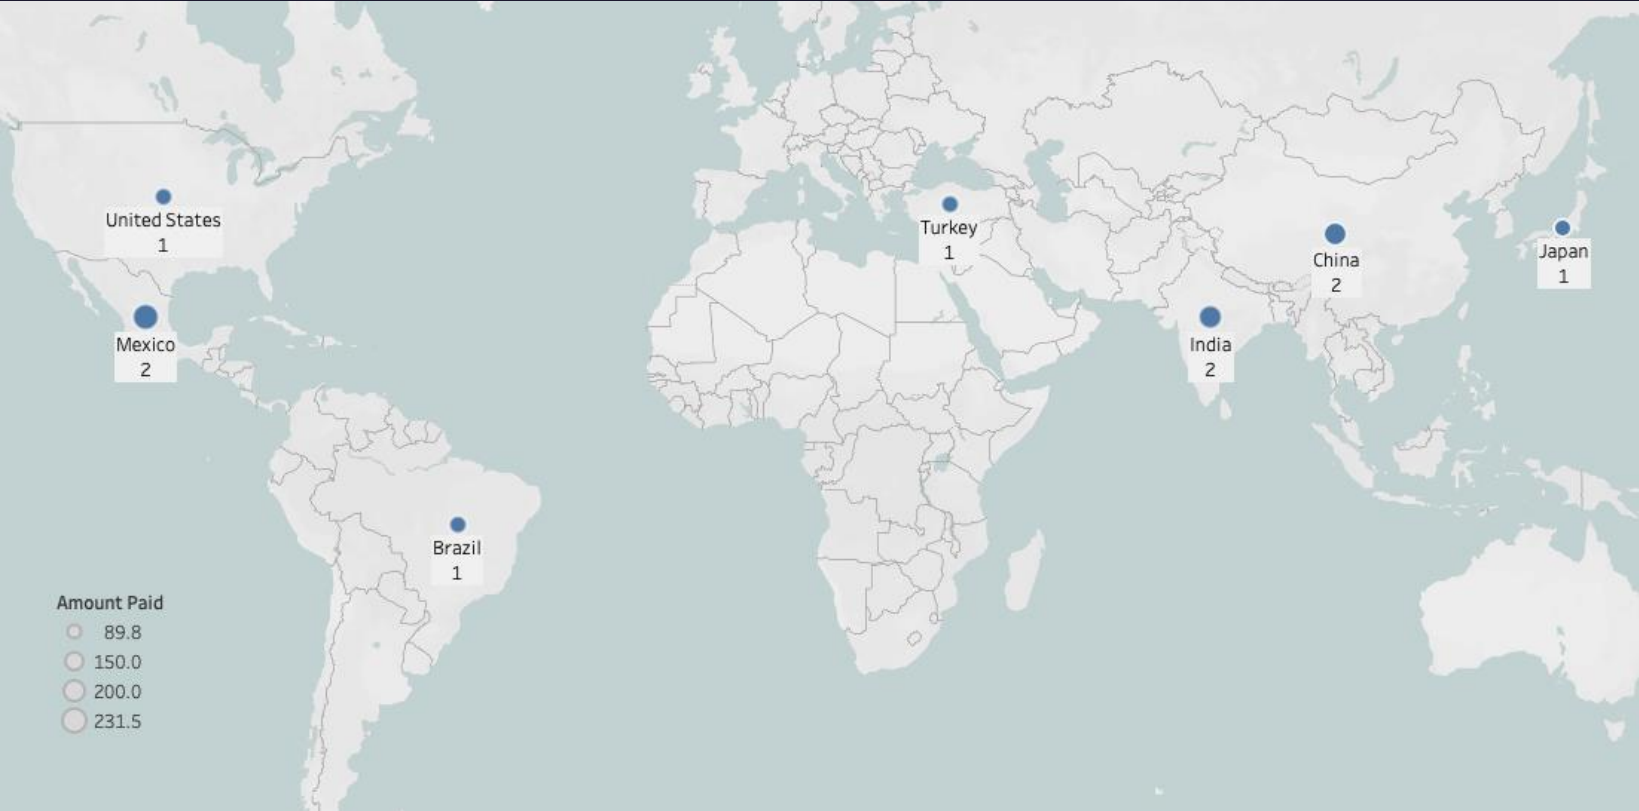 United States
1
Turkey
1
Japan
1
China
2
Mexico
2
India
2
Brazil
1
Amount Paid
89.8
150.0
200.0
231.5